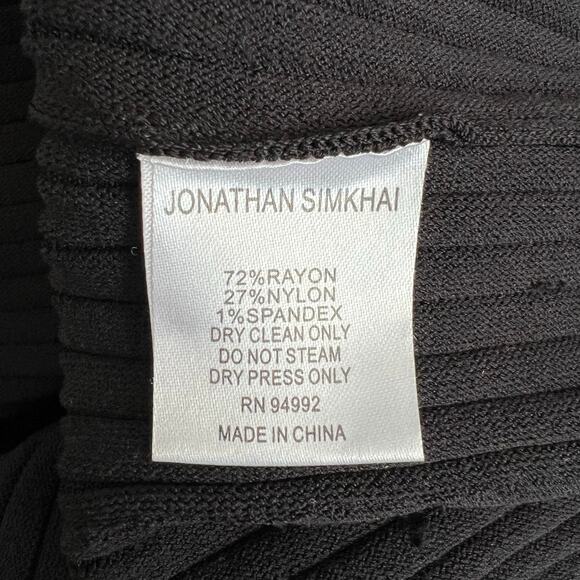 JONATHAN SIMKHAI
72%RAYON
27%NYLON
1%SPANDEX
DRY CLEAN ONLY
DO NOT STEAM
DRY PRESS ONLY
RN 94992
MADE IN CHINA